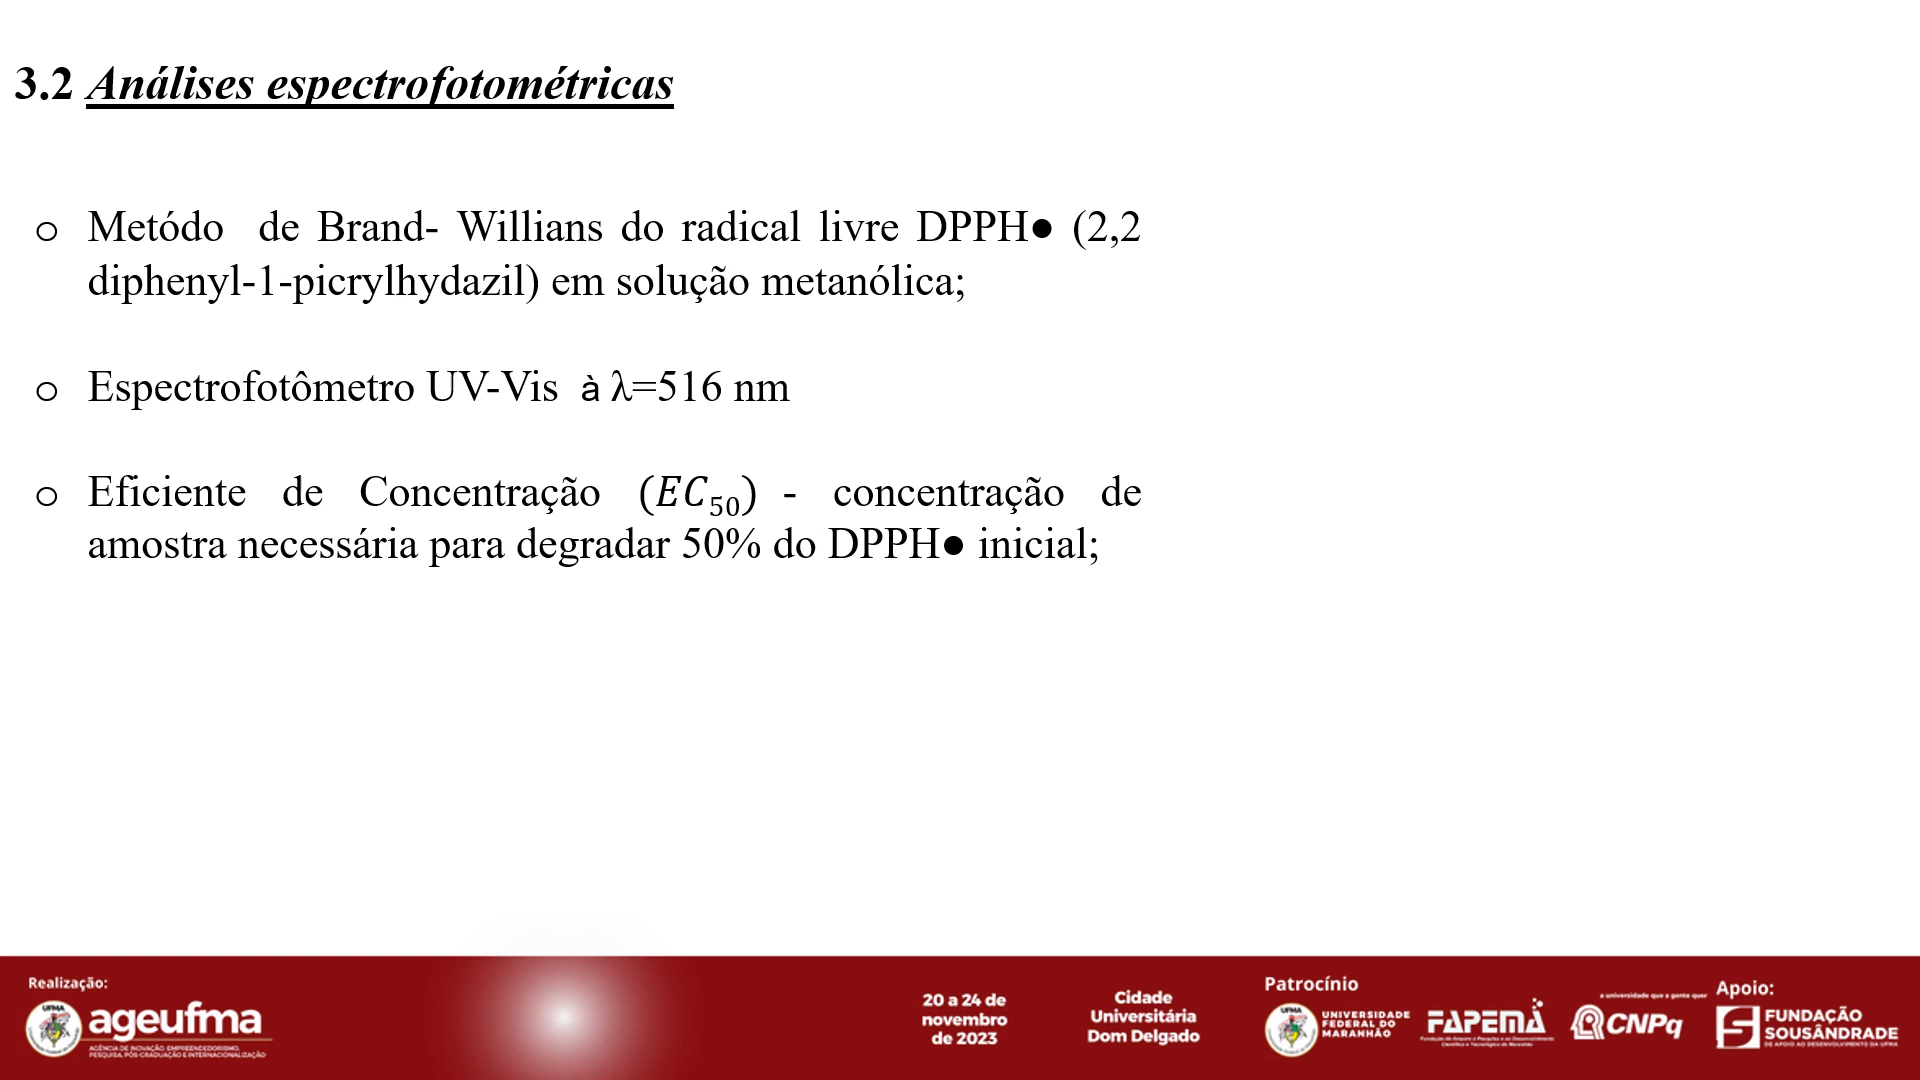 3.2 Análises espectrofotométricas
o Metódo de Brand- Willians do radical livre DPPH● (2,2
diphenyl-1-picrylhydazil) em solução metanólica;
o Espectrofotômetro UV-Vis à λ=516 nm
o Eficiente de Concentração (EC50) - concentração de
amostra necessária para degradar 50% do DPPH● inicial;
Realização:
UFMA
ageufma
AGÊNCIA DE INOVAÇÃO, EMPREENDEDORISMO,
PESQUISA, PÓS-GRADUAÇÃO E INTERNACIONALIZAÇÃO
20 a 24 de
novembro
de 2023
Cidade
Universitária
Dom Delgado
Patrocínio
UFMA
UNIVERSIDADE
FEDERAL DO
MARANHÃO
FAPEMA
Fundação de Amparo à Pesquisa e ao Desenvolvimento
Científico e Tecnológico do Maranhão
a universidade que a gente quer
CNPq
Apoio:
FUNDAÇÃO
SOUSÂNDRADE
DE APOIO AO DESENVOLVIMENTO DA UFMA